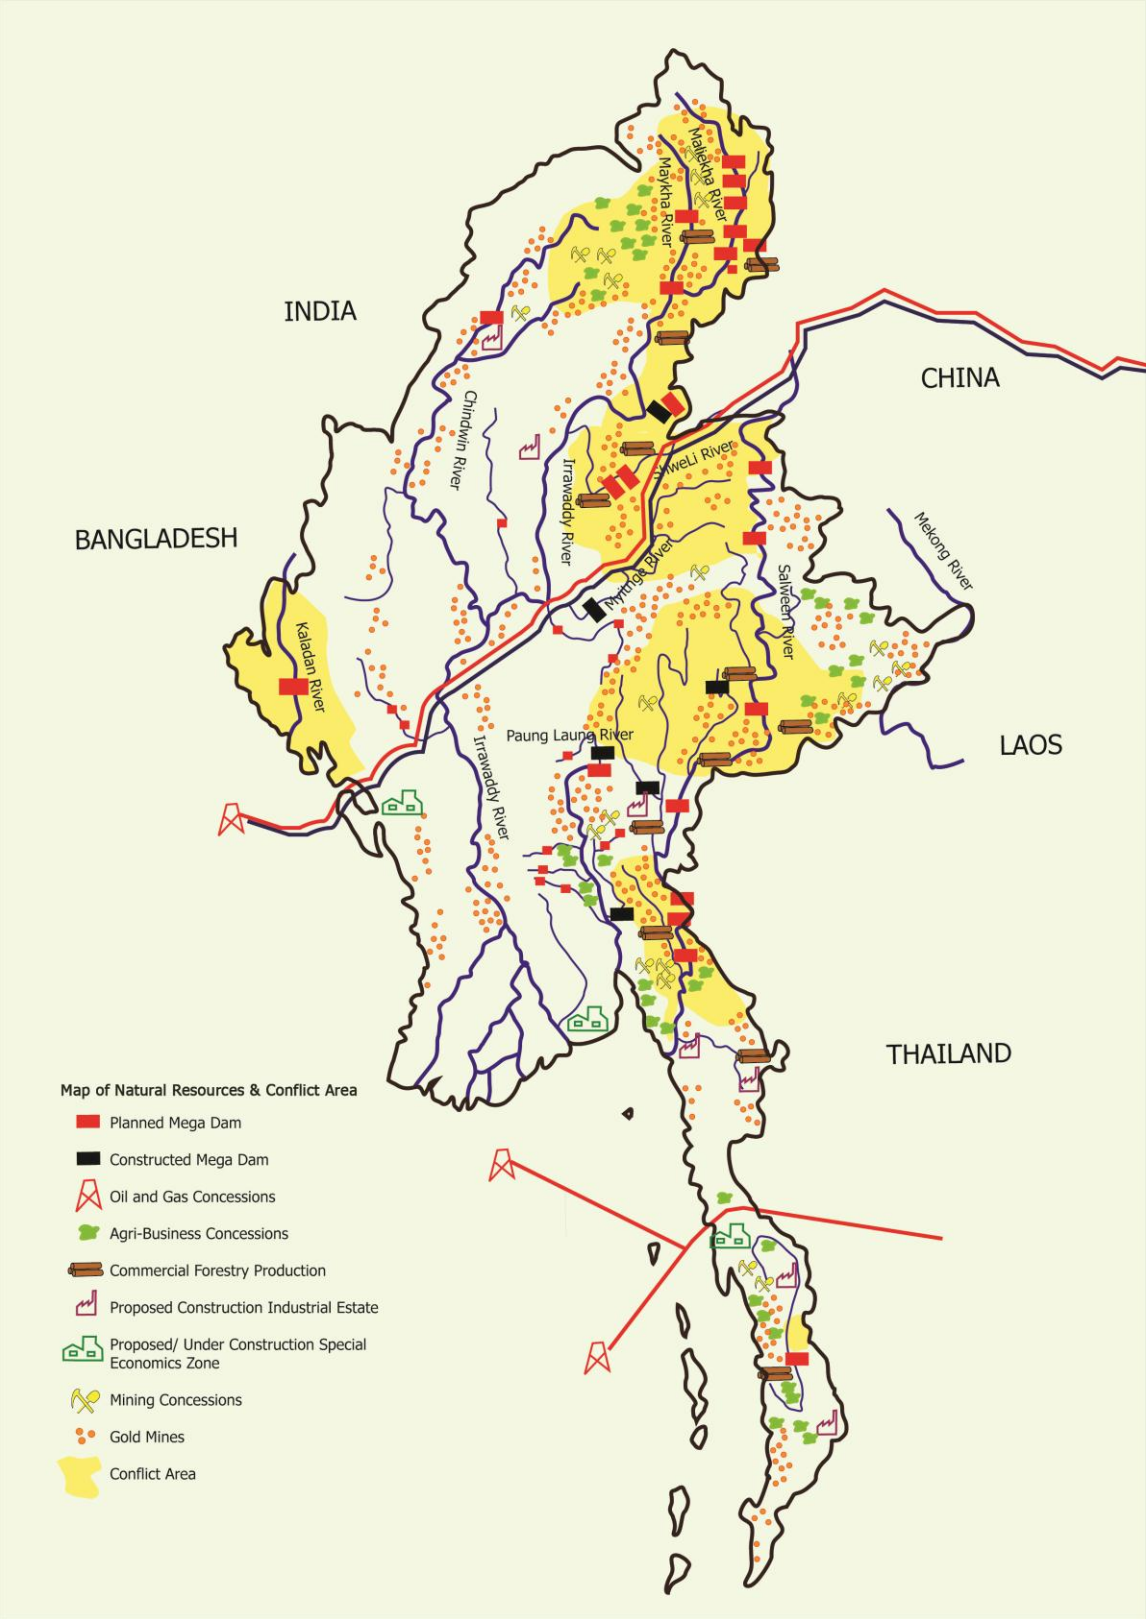 Maliekha River
Maykha River
INDIA
CHINA
Chindwin River
ShweLi River
Irrawaddy River
BANGLADESH
Mekong River
Myitnge River
Salween River
Kaladan River
Paung Laung River
Irrawaddy River
LAOS
THAILAND
Map of Natural Resources & Conflict Area
Planned Mega Dam
Constructed Mega Dam
Oil and Gas Concessions
Agri-Business Concessions
Commercial Forestry Production
Proposed Construction Industrial Estate
Proposed/ Under Construction Special
Economics Zone
Mining Concessions
Gold Mines
Conflict Area